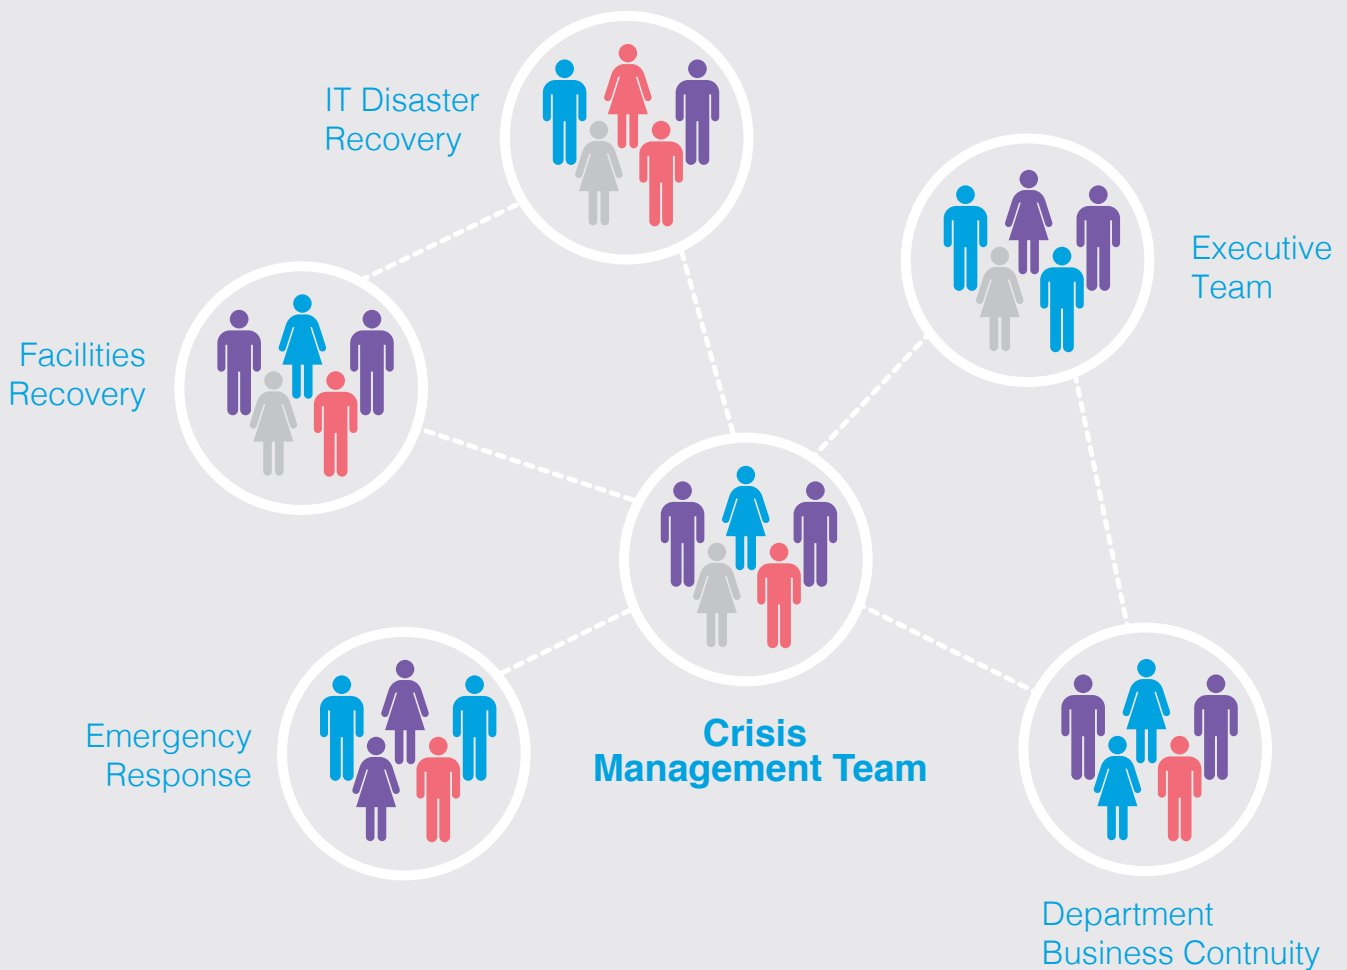 IT Disaster
Recovery
Executive
Team
Facilities
Recovery
Emergency
Response
Crisis
Management Team
Department
Business Contnuity